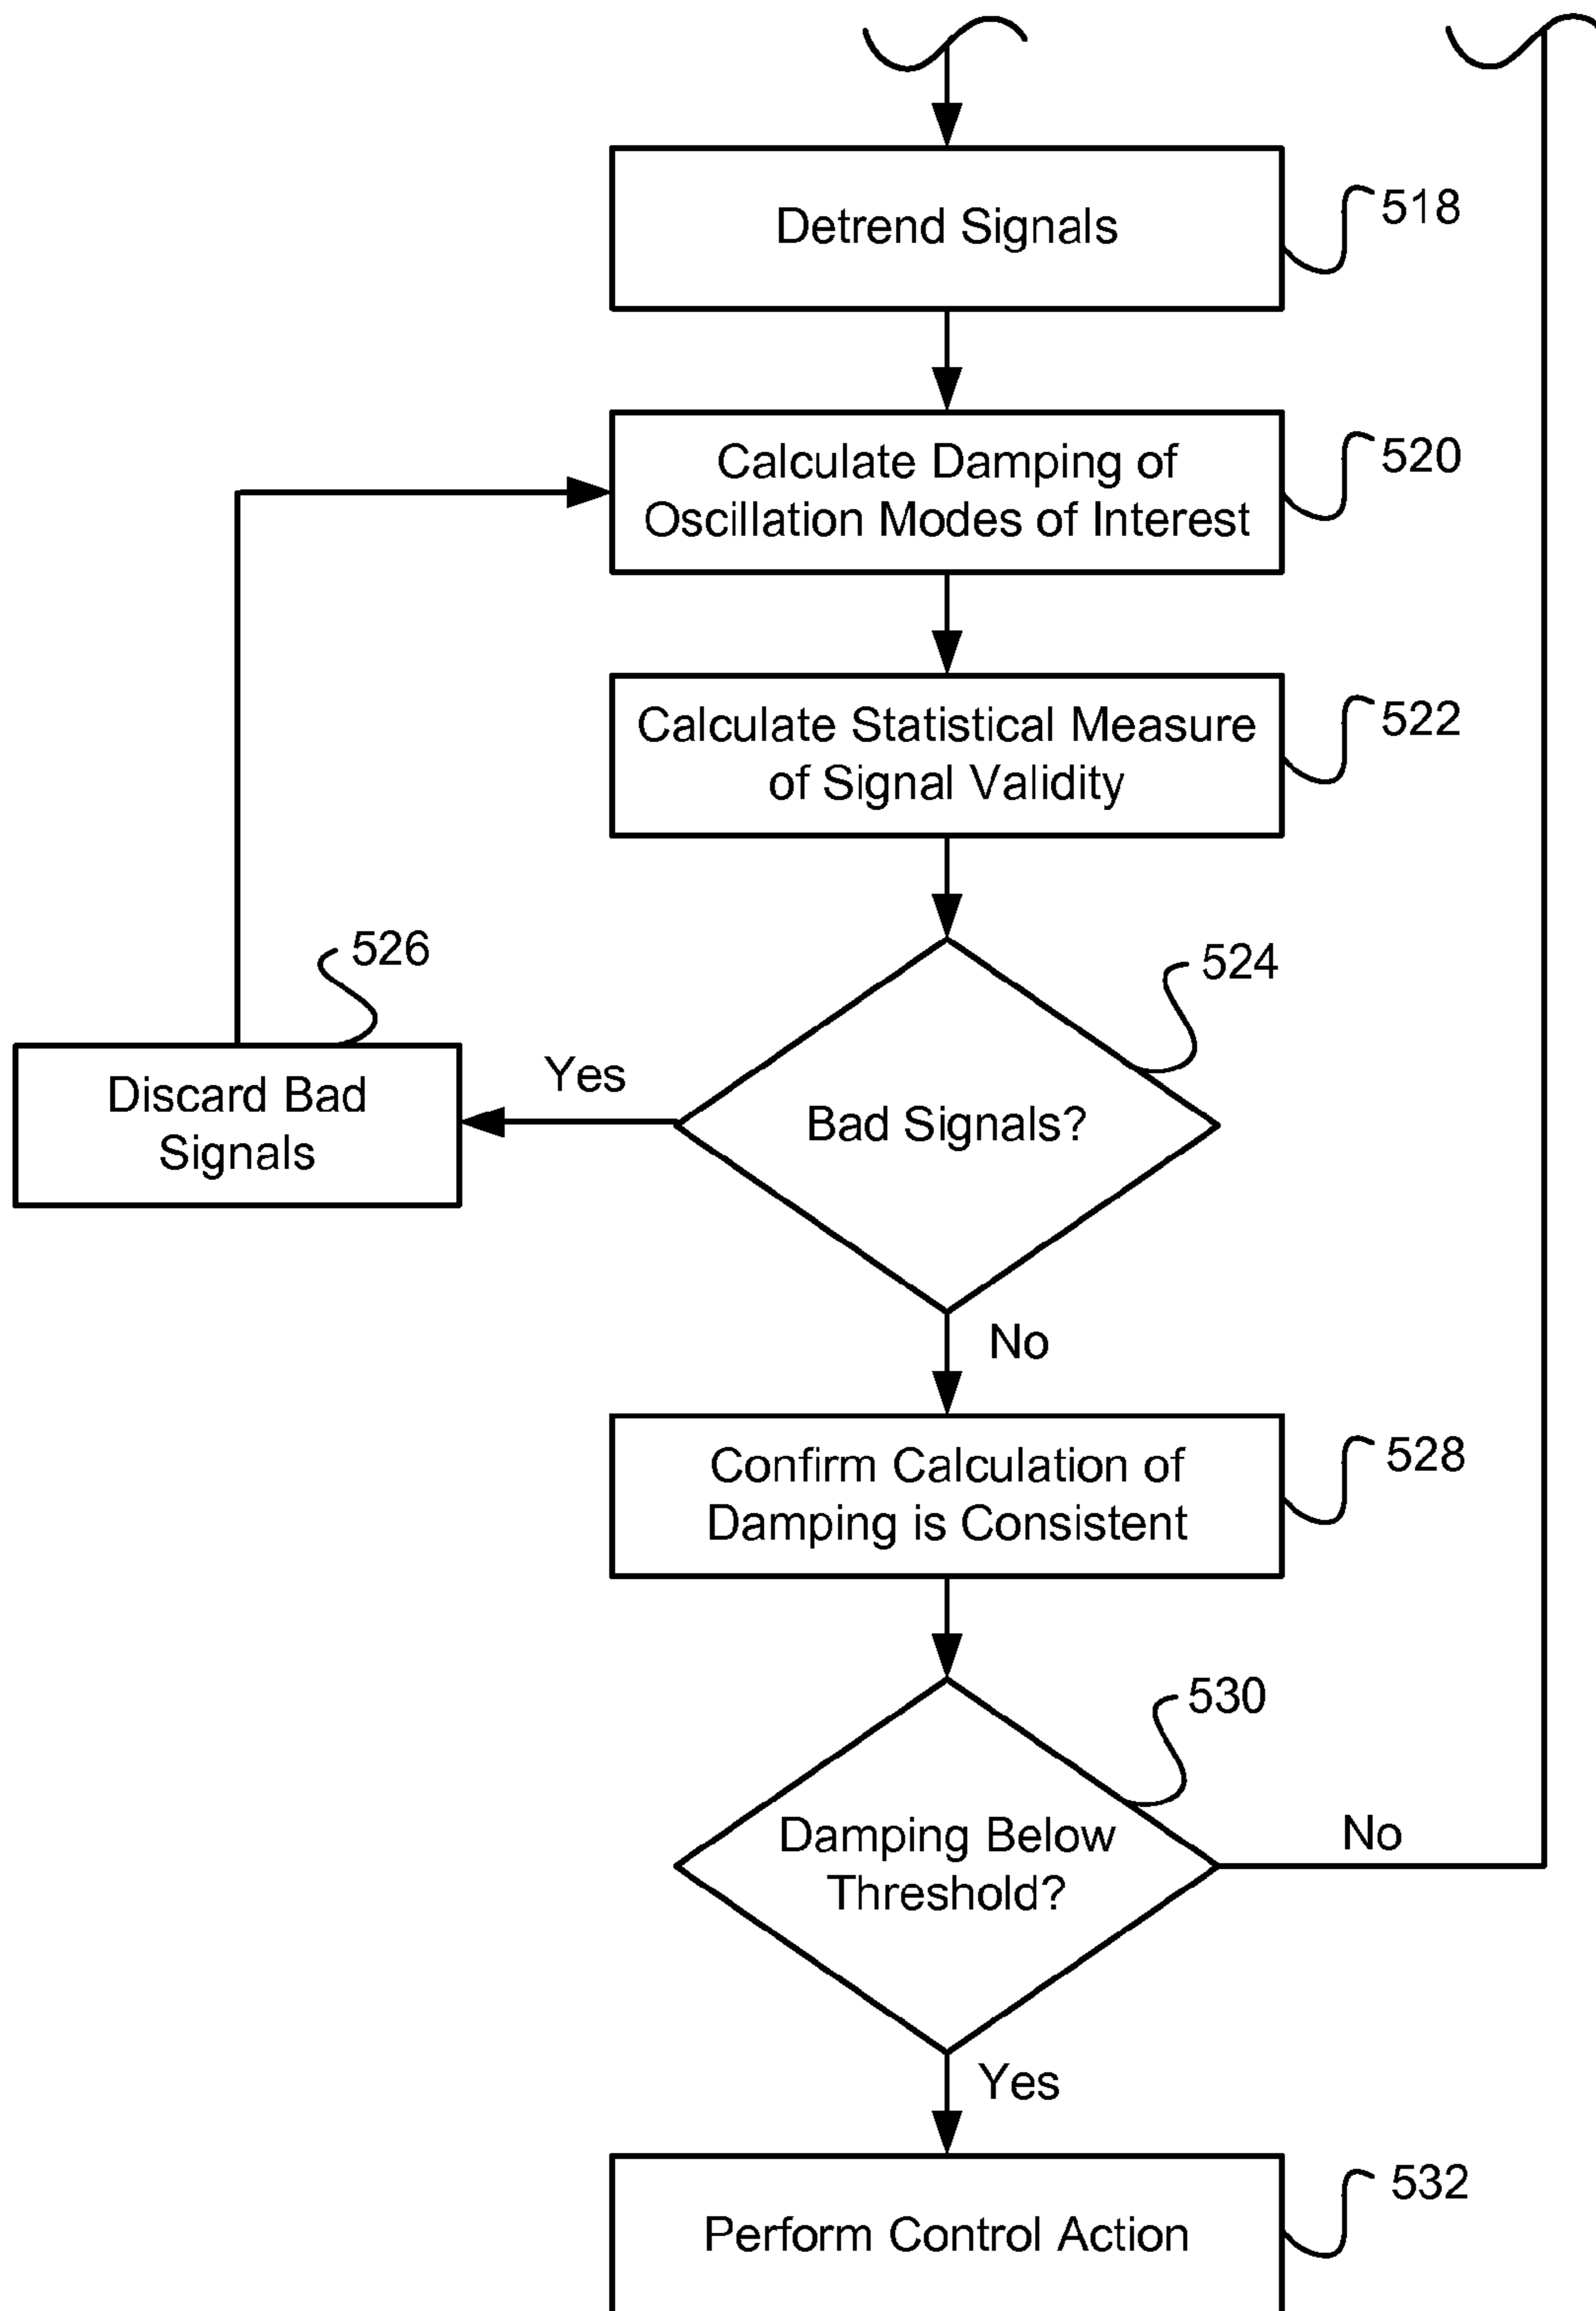 Detrend Signals
518
Calculate Damping of
Oscillation Modes of Interest
520
Calculate Statistical Measure
of Signal Validity
522
526
524
Discard Bad
Signals
Yes
Bad Signals?
No
Confirm Calculation of
Damping is Consistent
528
530
Damping Below
Threshold?
No
Yes
Perform Control Action
532